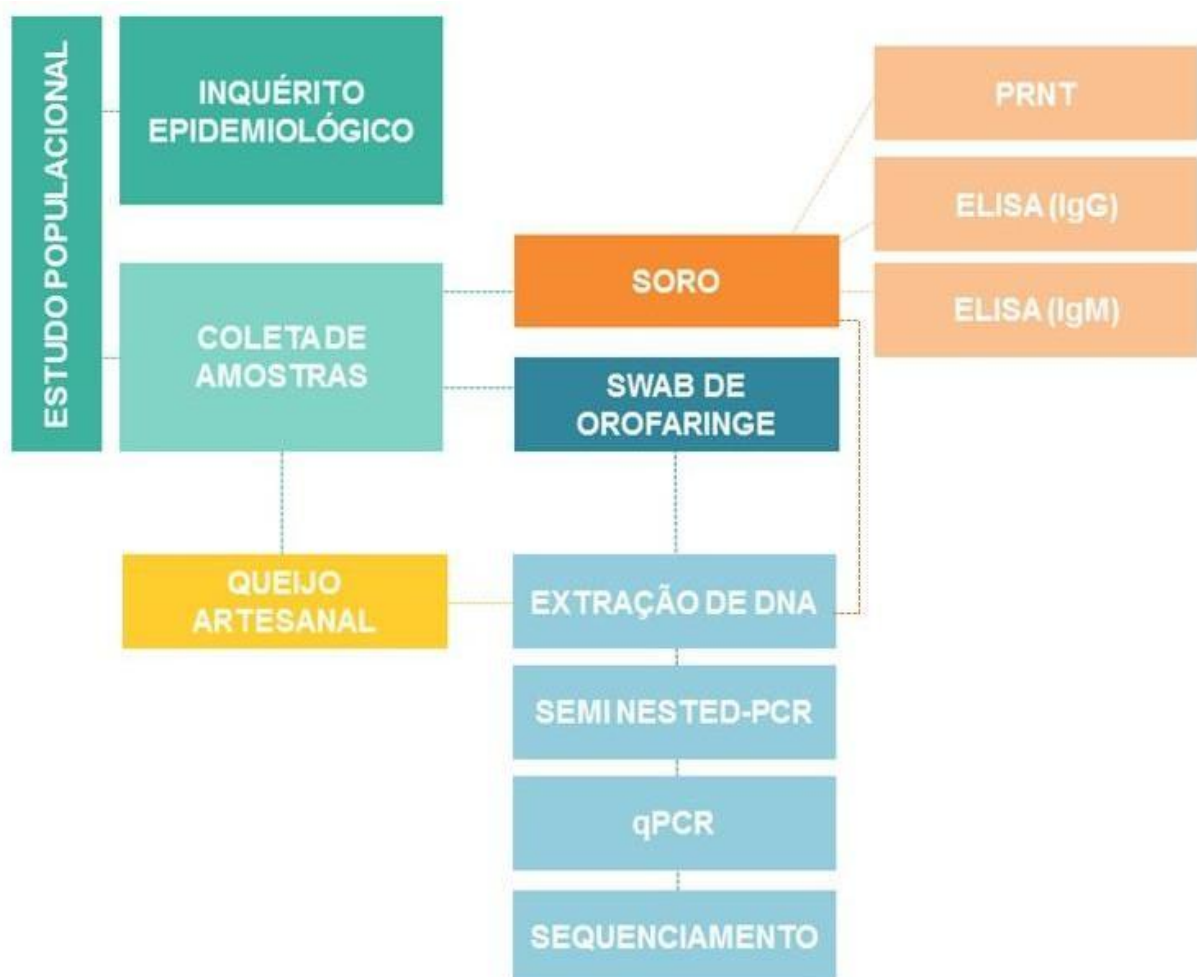 ESTUDO POPULACIONAL
INQUÉRITO
EPIDEMIOLÓGICO
COLETA DE
AMOSTRAS
SORO
SWAB DE
OROFARINGE
PRNT
ELISA (IgG)
ELISA (IgM)
QUEIJO
ARTESANAL
EXTRAÇÃO DE DNA
SEMI NESTED-PCR
qPCR
SEQUENCIAMENTO